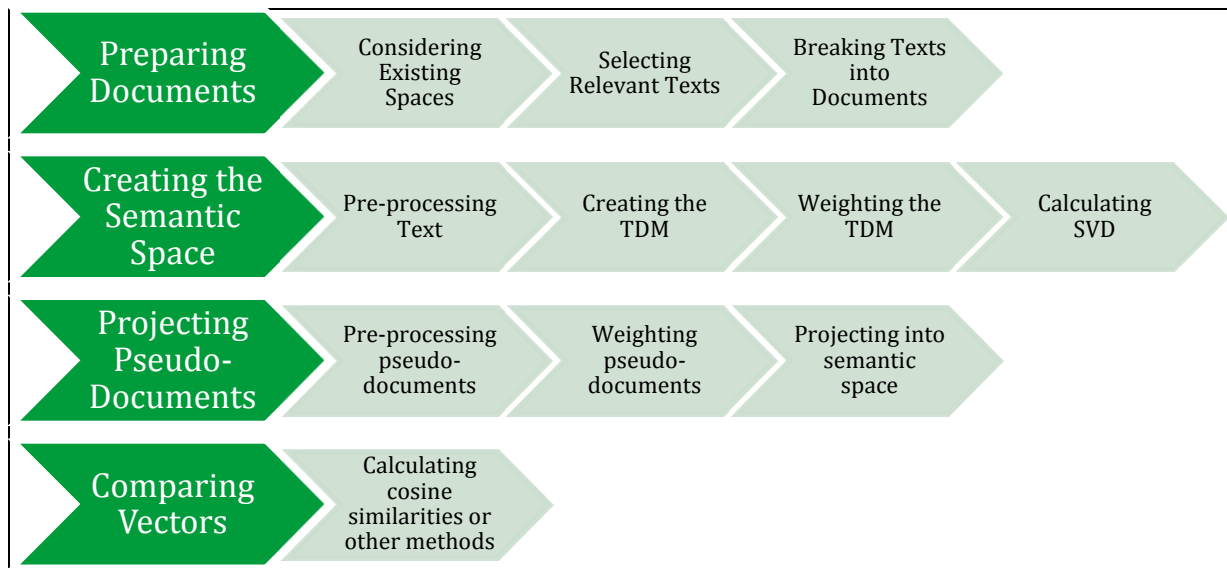 Preparing
Documents
Considering
Existing
Spaces
Selecting
Relevant Texts
Breaking Texts
into
Documents
Creating the
Semantic
Space
Pre-processing
Text
Creating the
TDM
Weighting the
TDM
Calculating
SVD
Projecting
Pseudo-
Documents
Pre-processing
pseudo-
documents
Weighting
pseudo-
documents
Projecting into
semantic
space
Comparing
Vectors
Calculating
cosine
similarities or
other methods